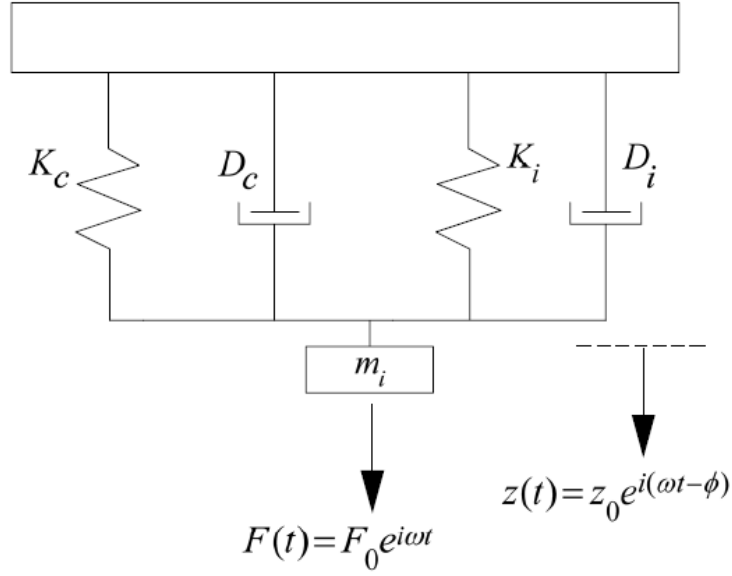 K_c D_c K_i D_i
m_i
z(t)=z_0e^{i(ωt−ϕ)}
F(t)=F_0e^{iωt}